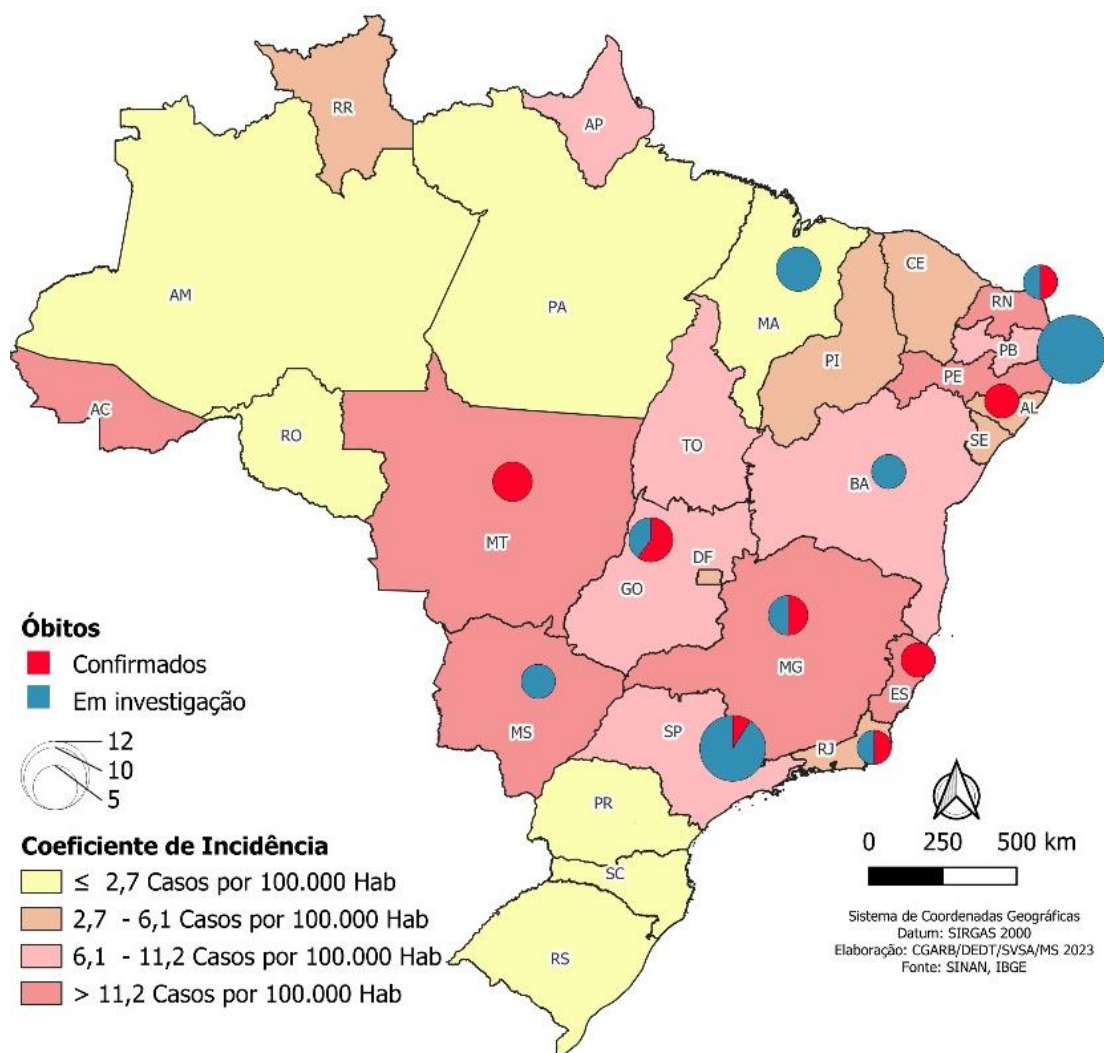 RR
AP
AM
PA
MA
CE
RN
PB
PI
PE
AL
SE
AC
RO
TO
BA
MT
DF
GO
MG
ES
MS
SP
RJ
PR
SC
RS
Óbitos
Confirmados
Em investigação
12
10
5
Coeficiente de Incidência
≤ 2,7 Casos por 100.000 Hab
2,7 - 6,1 Casos por 100.000 Hab
6,1 - 11,2 Casos por 100.000 Hab
> 11,2 Casos por 100.000 Hab
0 250 500 km
Sistema de Coordenadas Geográficas
Datum: SIRGAS 2000
Elaboração: CGARB/DEDT/SVSA/MS 2023
Fonte: SINAN, IBGE